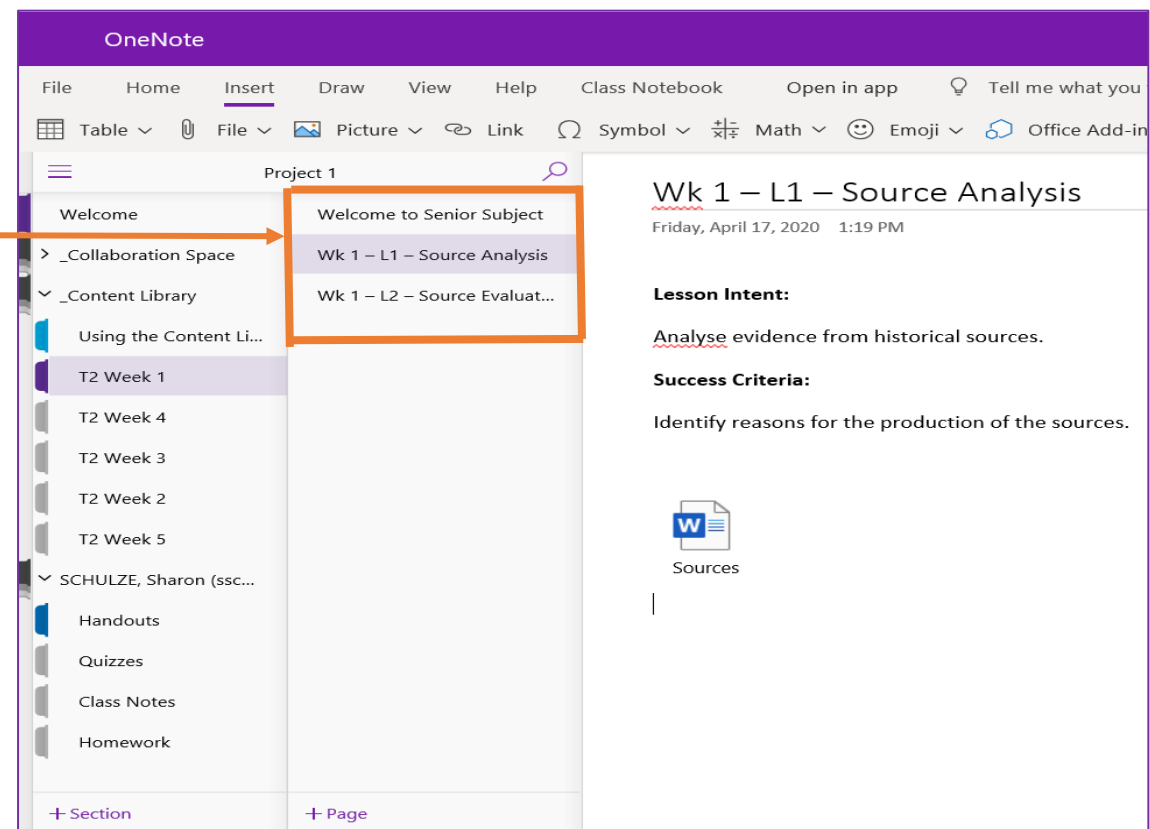 OneNote
File Home Insert Draw View Help Class Notebook Open in app Tell me what you
Table File Picture Link Symbol Math Emoji Office Add-in
Project 1
Welcome
_Collaboration Space
_Content Library
Using the Content Li...
T2 Week 1
T2 Week 4
T2 Week 3
T2 Week 2
T2 Week 5
SCHULZE, Sharon (ssc...
Handouts
Quizzes
Class Notes
Homework
+ Section
Welcome to Senior Subject
Wk 1 – L1 – Source Analysis
Wk 1 – L2 – Source Evaluat...
+ Page
Wk 1 – L1 – Source Analysis
Friday, April 17, 2020 1:19 PM
Lesson Intent:
Analyse evidence from historical sources.
Success Criteria:
Identify reasons for the production of the sources.
W
Sources